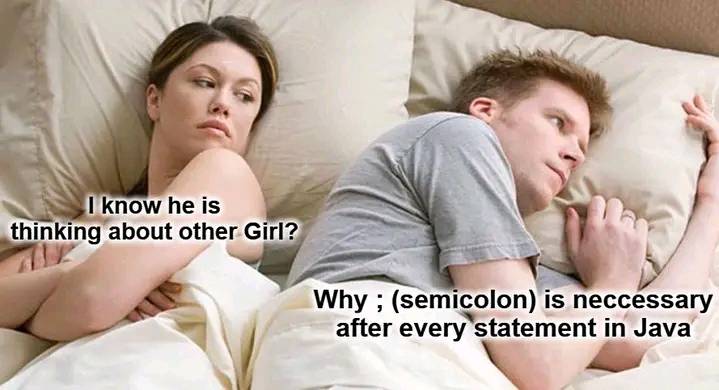 I know he is
thinking about other Girl?
Why ; (semicolon) is neccessary
after every statement in Java